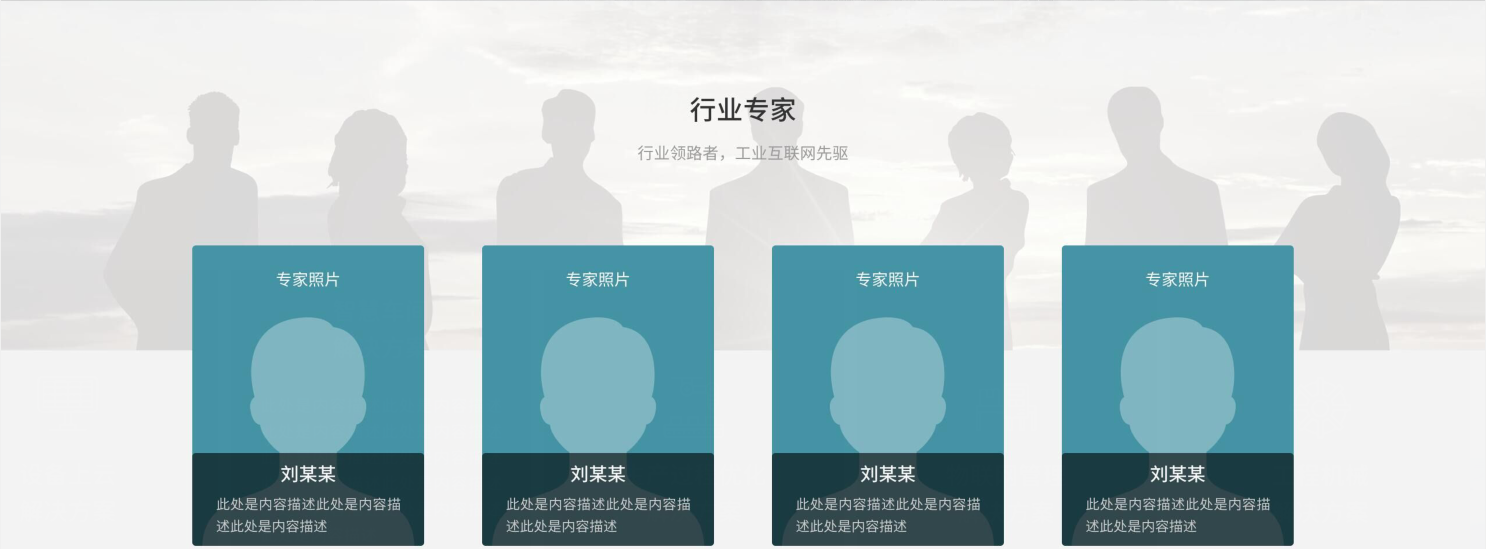 行业专家
行业领路者，工业互联网先驱
专家照片
刘某某
此处是内容描述此处是内容描
述此处是内容描述
专家照片
刘某某
此处是内容描述此处是内容描
述此处是内容描述
专家照片
刘某某
此处是内容描述此处是内容描
述此处是内容描述
专家照片
刘某某
此处是内容描述此处是内容描
述此处是内容描述